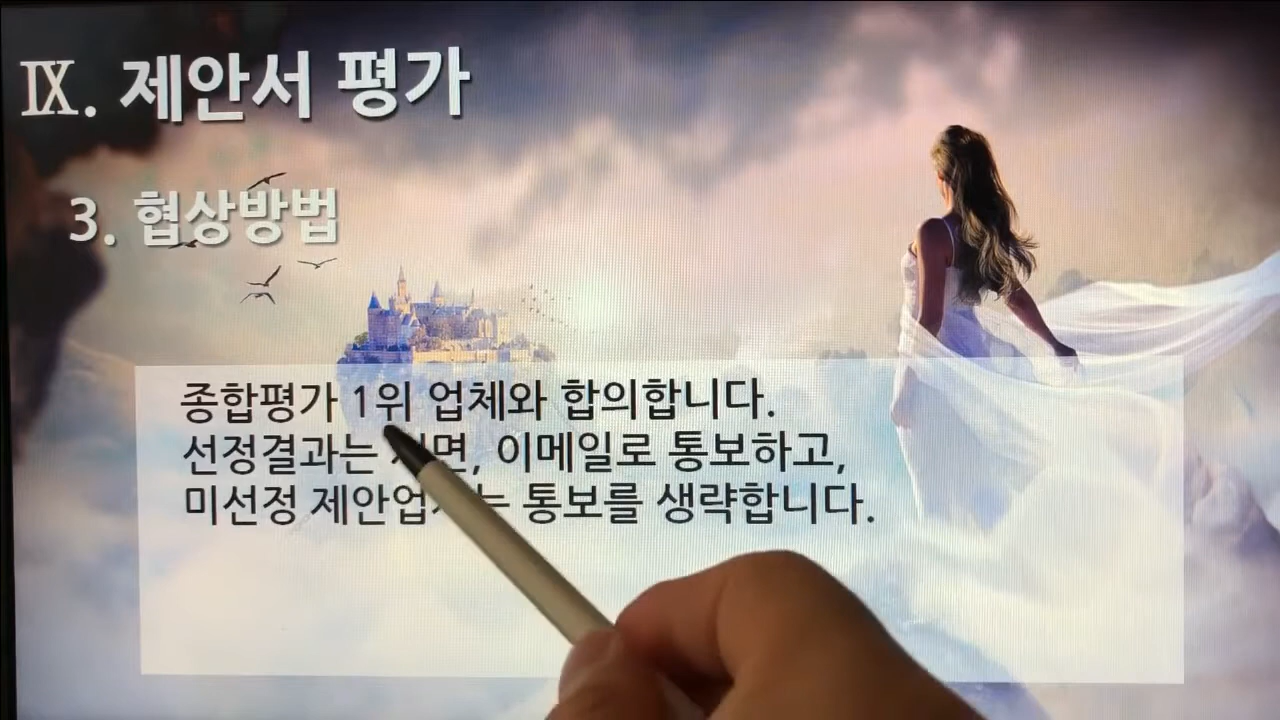 Ⅸ. 제안서 평가
3. 협상방법
종합평가 1위 업체와 합의합니다.
선정결과는 이메일로 통보하고,
미선정 통보를 생략합니다.